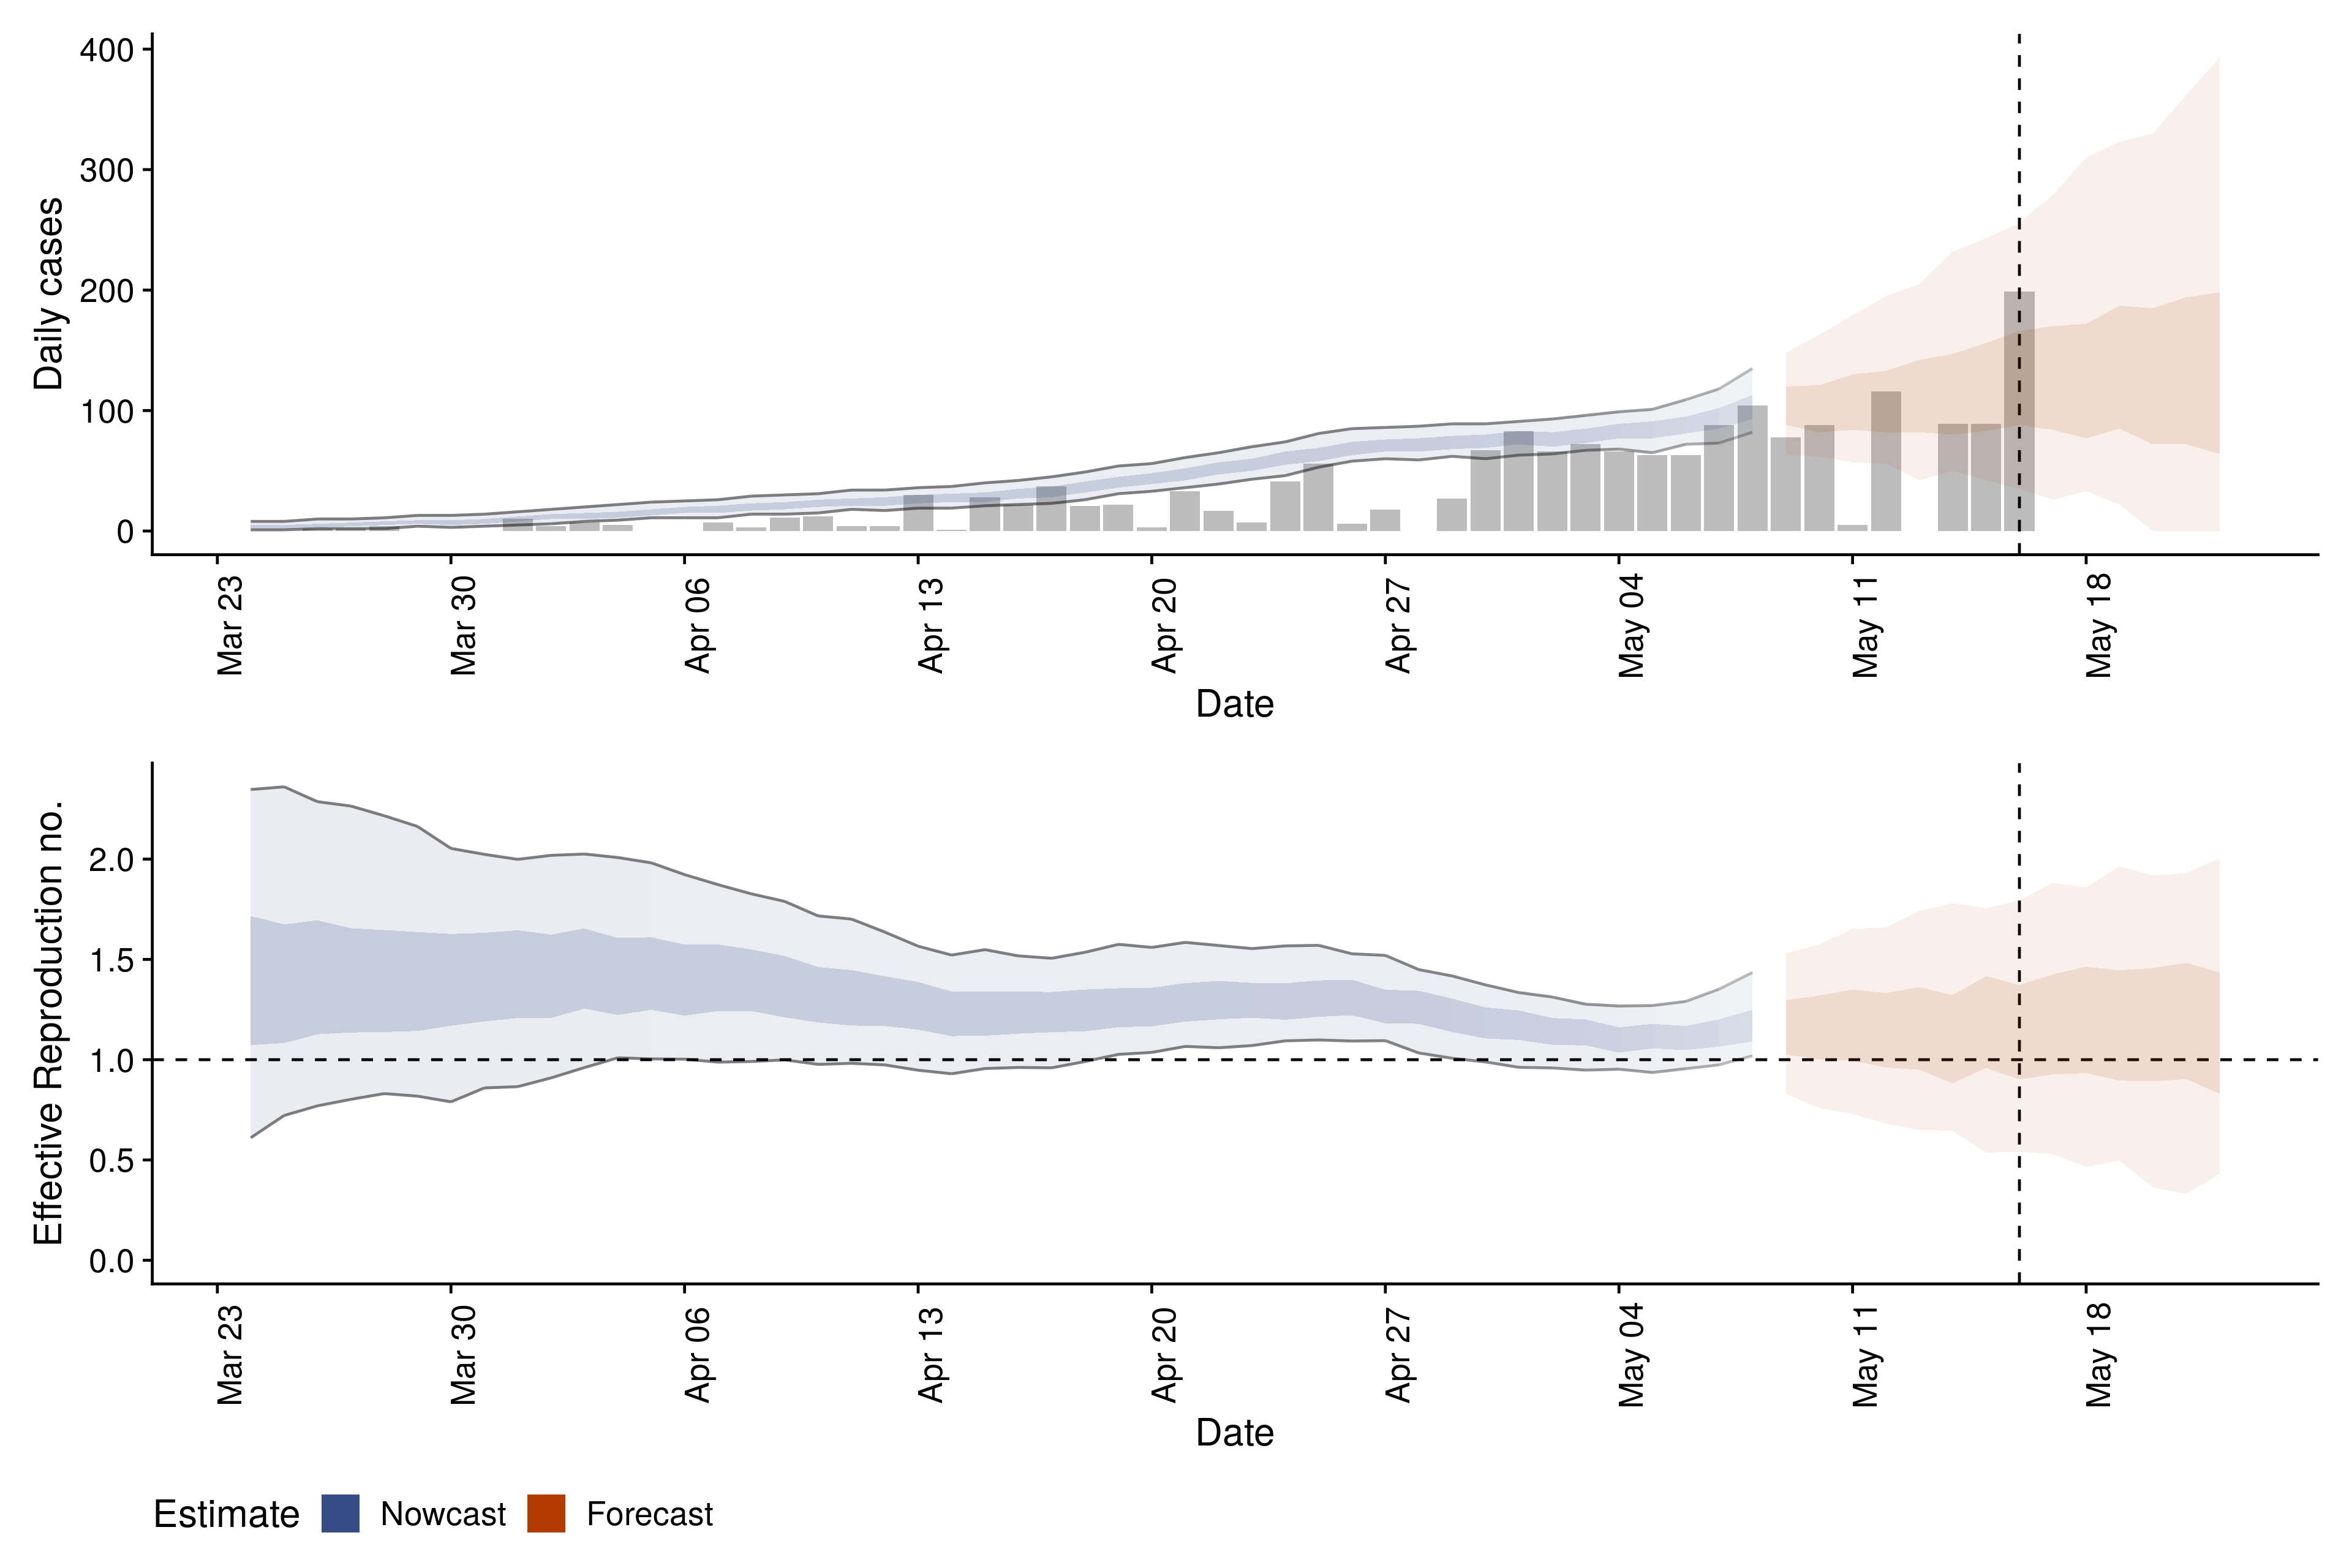 Daily cases
400
300
200
100
0
Mar 23
Mar 30
Apr 06
Apr 13
Apr 20
Apr 27
May 04
May 11
May 18
Date
Effective Reproduction no.
2.0
1.5
1.0
0.5
0.0
Mar 23
Mar 30
Apr 06
Apr 13
Apr 20
Apr 27
May 04
May 11
May 18
Date
Estimate Nowcast Forecast